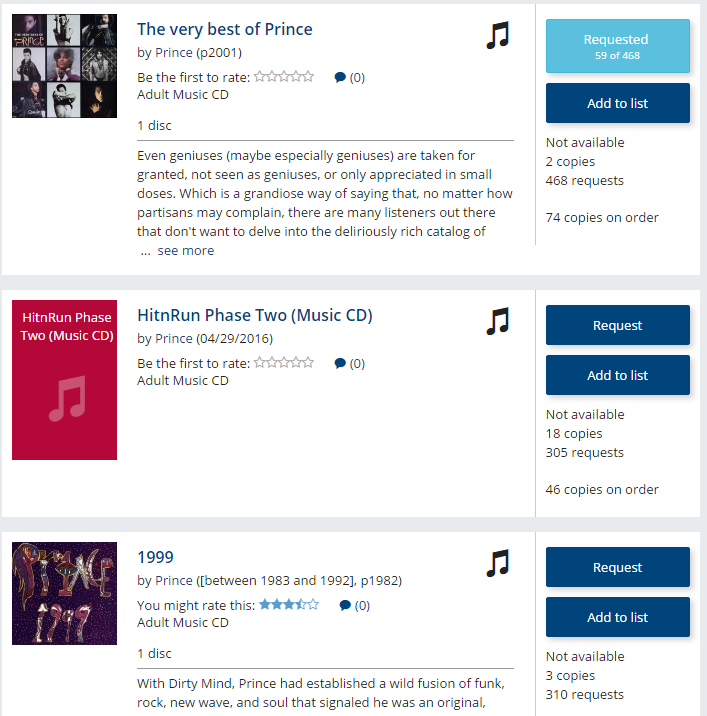 THE VERY BEST OF
PRINCE
The very best of Prince
by Prince (p2001)
Be the first to rate: (0)
Adult Music CD
1 disc
Even geniuses (maybe especially geniuses) are taken for
granted, not seen as geniuses, or only appreciated in small
doses. Which is a grandiose way of saying that, no matter how
partisans may complain, there are many listeners out there
that don't want to delve into the deliriously rich catalog of
... see more
Requested
59 of 468
Add to list
Not available
2 copies
468 requests
74 copies on order
HitnRun Phase
Two (Music CD)
HitnRun Phase Two (Music CD)
by Prince (04/29/2016)
Be the first to rate: (0)
Adult Music CD
Request
Add to list
Not available
18 copies
305 requests
46 copies on order
PRINCE
1999
1999
by Prince ([between 1983 and 1992], p1982)
You might rate this: (0)
Adult Music CD
1 disc
With Dirty Mind, Prince had established a wild fusion of funk,
rock, new wave, and soul that signaled he was an original,
Request
Add to list
Not available
3 copies
310 requests